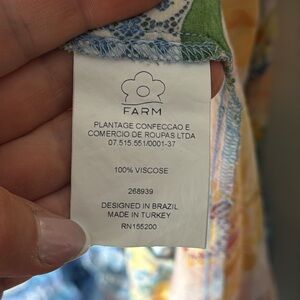 FARM
PLANTAGE CONFECCAO E
COMERCIO DE ROUPAS LTDA
07.515.551/0001-37
100% VISCOSE
268939
DESIGNED IN BRAZIL
MADE IN TURKEY
RN155200